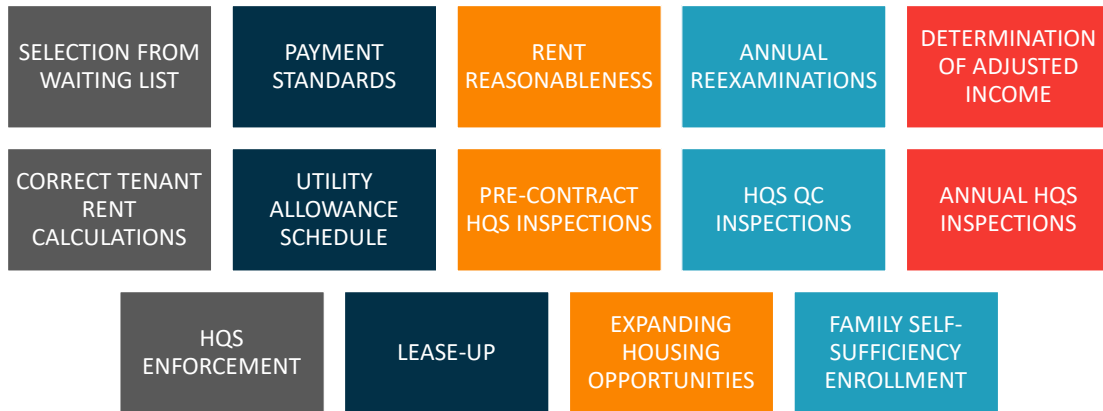 SELECTION FROM
WAITING LIST
PAYMENT
STANDARDS
RENT
REASONABLENESS
ANNUAL
REEXAMINATIONS
DETERMINATION
OF ADJUSTED
INCOME
CORRECT TENANT
RENT
CALCULATIONS
UTILITY
ALLOWANCE
SCHEDULE
PRE-CONTRACT
HQS INSPECTIONS
HQS QC
INSPECTIONS
ANNUAL HQS
INSPECTIONS
HQS
ENFORCEMENT
LEASE-UP
EXPANDING
HOUSING
OPPORTUNITIES
FAMILY SELF-
SUFFICIENCY
ENROLLMENT